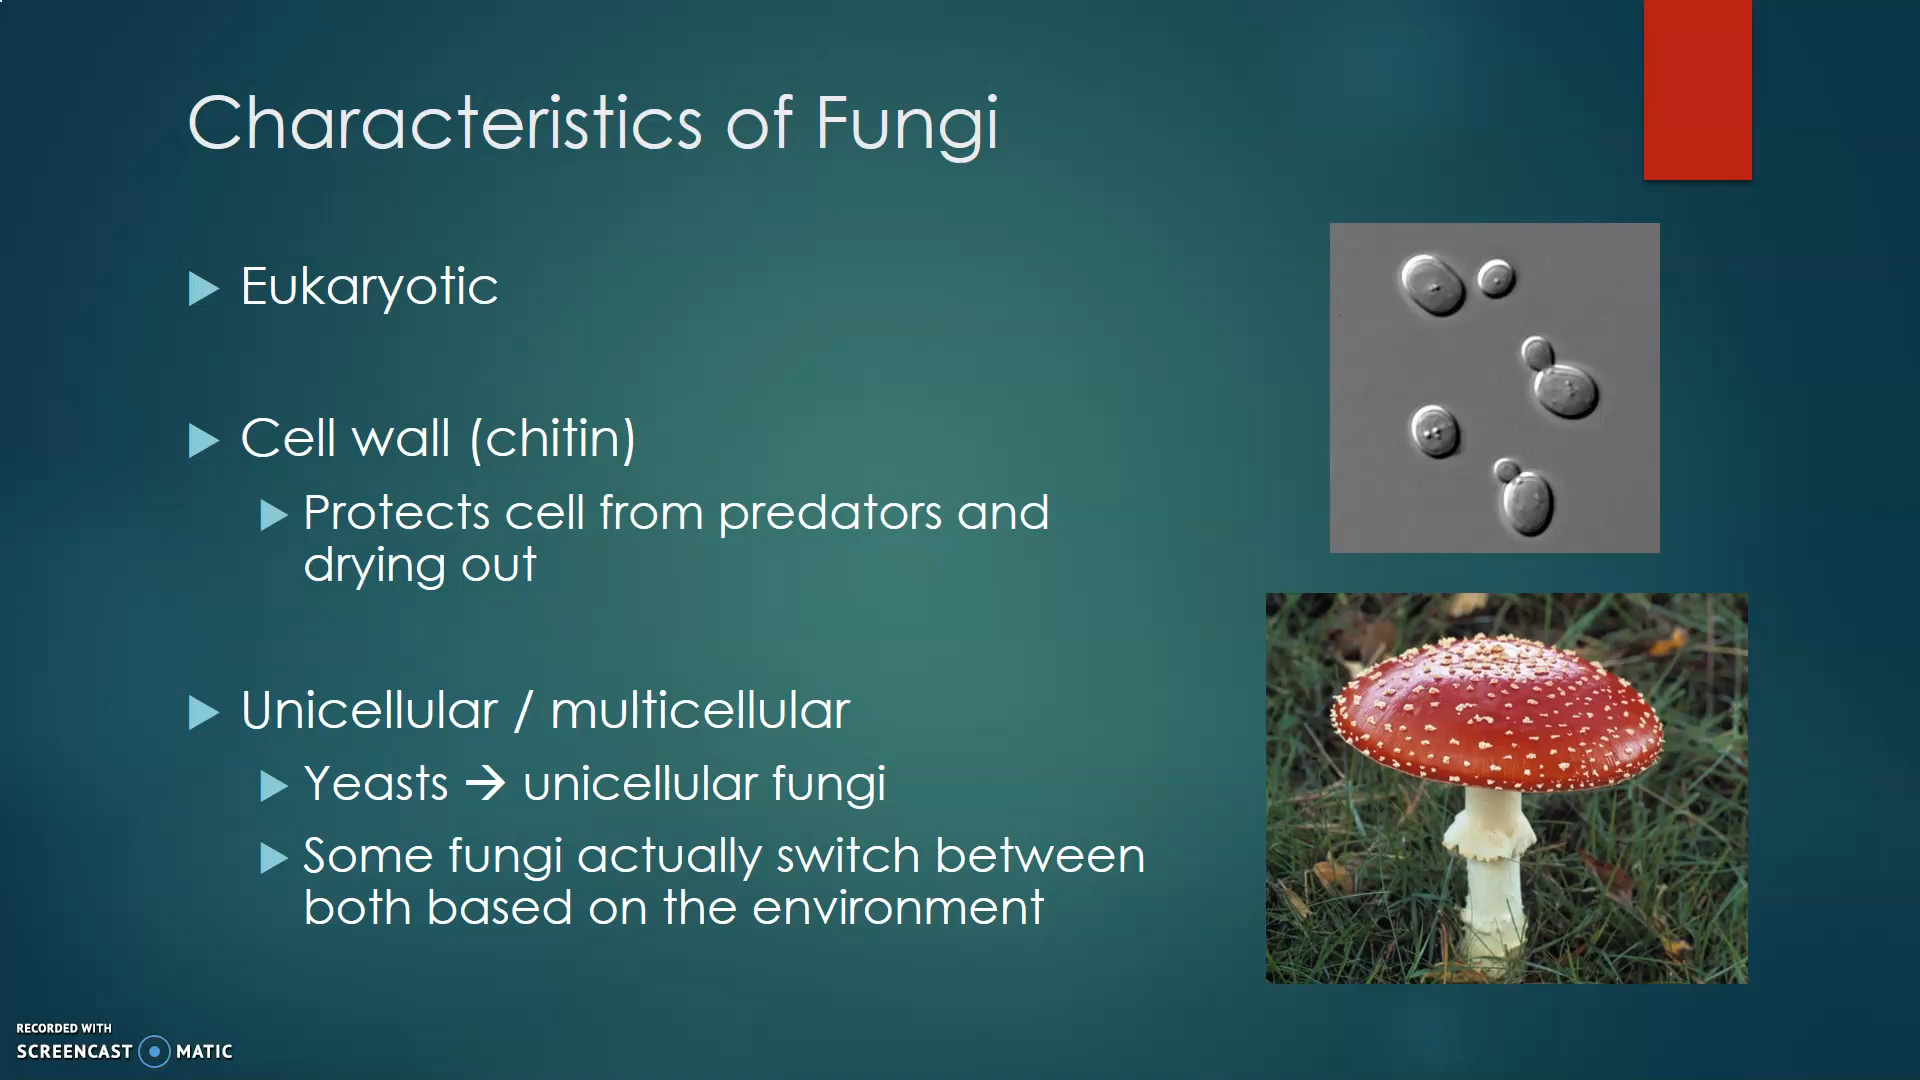 Characteristics of Fungi
Eukaryotic
Cell wall (chitin)
Protects cell from predators and
drying out
Unicellular / multicellular
Yeasts → unicellular fungi
Some fungi actually switch between
both based on the environment
RECORDED WITH
SCREENCAST MATIC